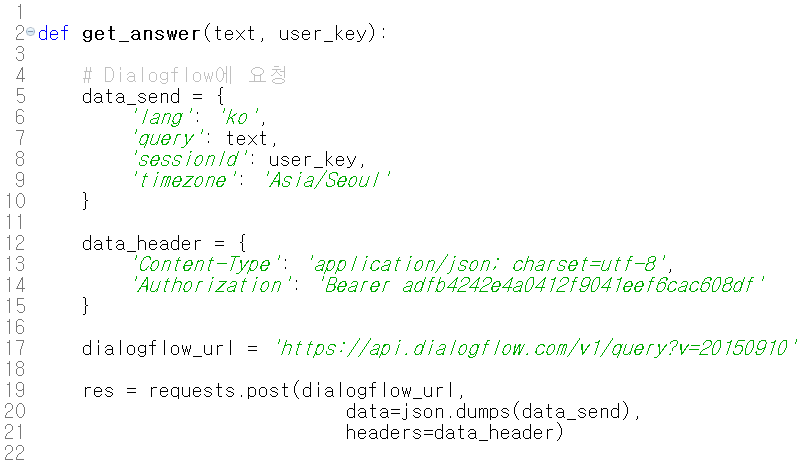 1
2 def get_answer(text, user_key):
3
4 # Dialogflow에 요청
5 data_send = {
6 'lang': 'ko',
7 'query': text,
8 'sessionId': user_key,
9 'timezone': 'Asia/Seoul'
10 }
11
12 data_header = {
13 'Content-Type': 'application/json; charset=utf-8',
14 'Authorization': 'Bearer adfb4242e4a0412f9041eef6cac608df'
15 }
16
17 dialogflow_url = 'https://api.dialogflow.com/v1/query?v=20150910'
18
19 res = requests.post(dialogflow_url,
20 data=json.dumps(data_send),
21 headers=data_header)
22